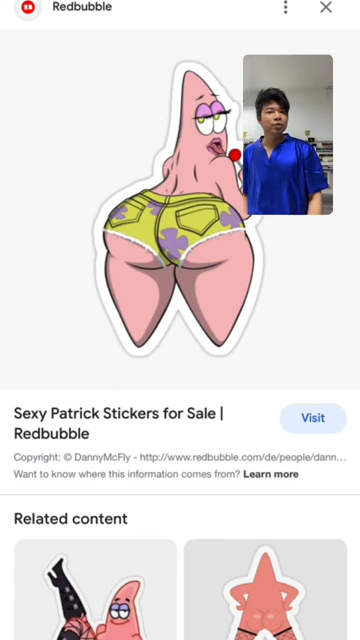 Redbubble
Sexy Patrick Stickers for Sale |
Redbubble
Visit
Copyright: © DannyMcFly - http://www.redbubble.com/de/people/dann...
Want to know where this information comes from? Learn more
Related content